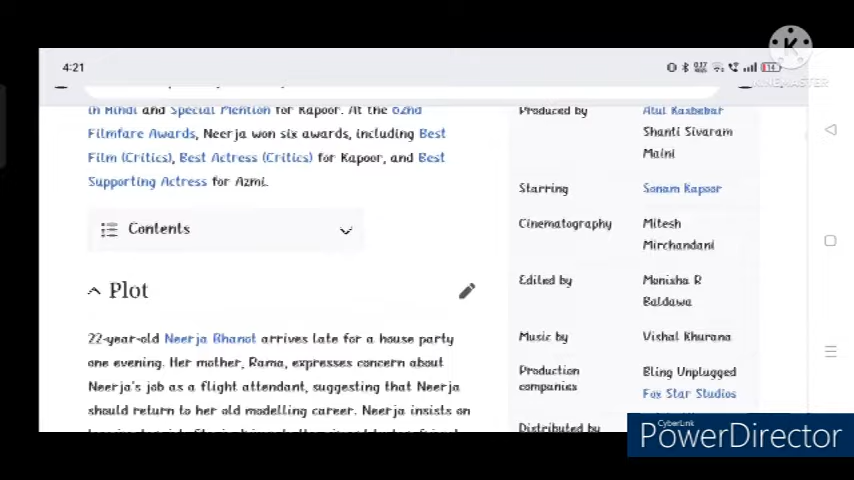 4:21
KINEMASTER
in Hindi and Special Mention for Kapoor. At the 62nd
Filmfare Awards, Neerja won six awards, including Best
Film (Critics), Best Actress (Critics) for Kapoor, and Best
Supporting Actress for Azmi.
Contents
Plot
22-year-old Neerja Bhanot arrives late for a house party
one evening. Her mother, Rama, expresses concern about
Neerja's job as a flight attendant, suggesting that Neerja
should return to her old modelling career. Neerja insists on
Produced by
Atul Kasbekar
Shanti Sivaram
Maini
Starring
Sonam Kapoor
Cinematography
Mitesh
Mirchandani
Edited by
Monisha R
Baldawa
Music by
Vishal Khurana
Production
companies
Bling Unplugged
Fox Star Studios
Distributed by
CyberLink
PowerDirector